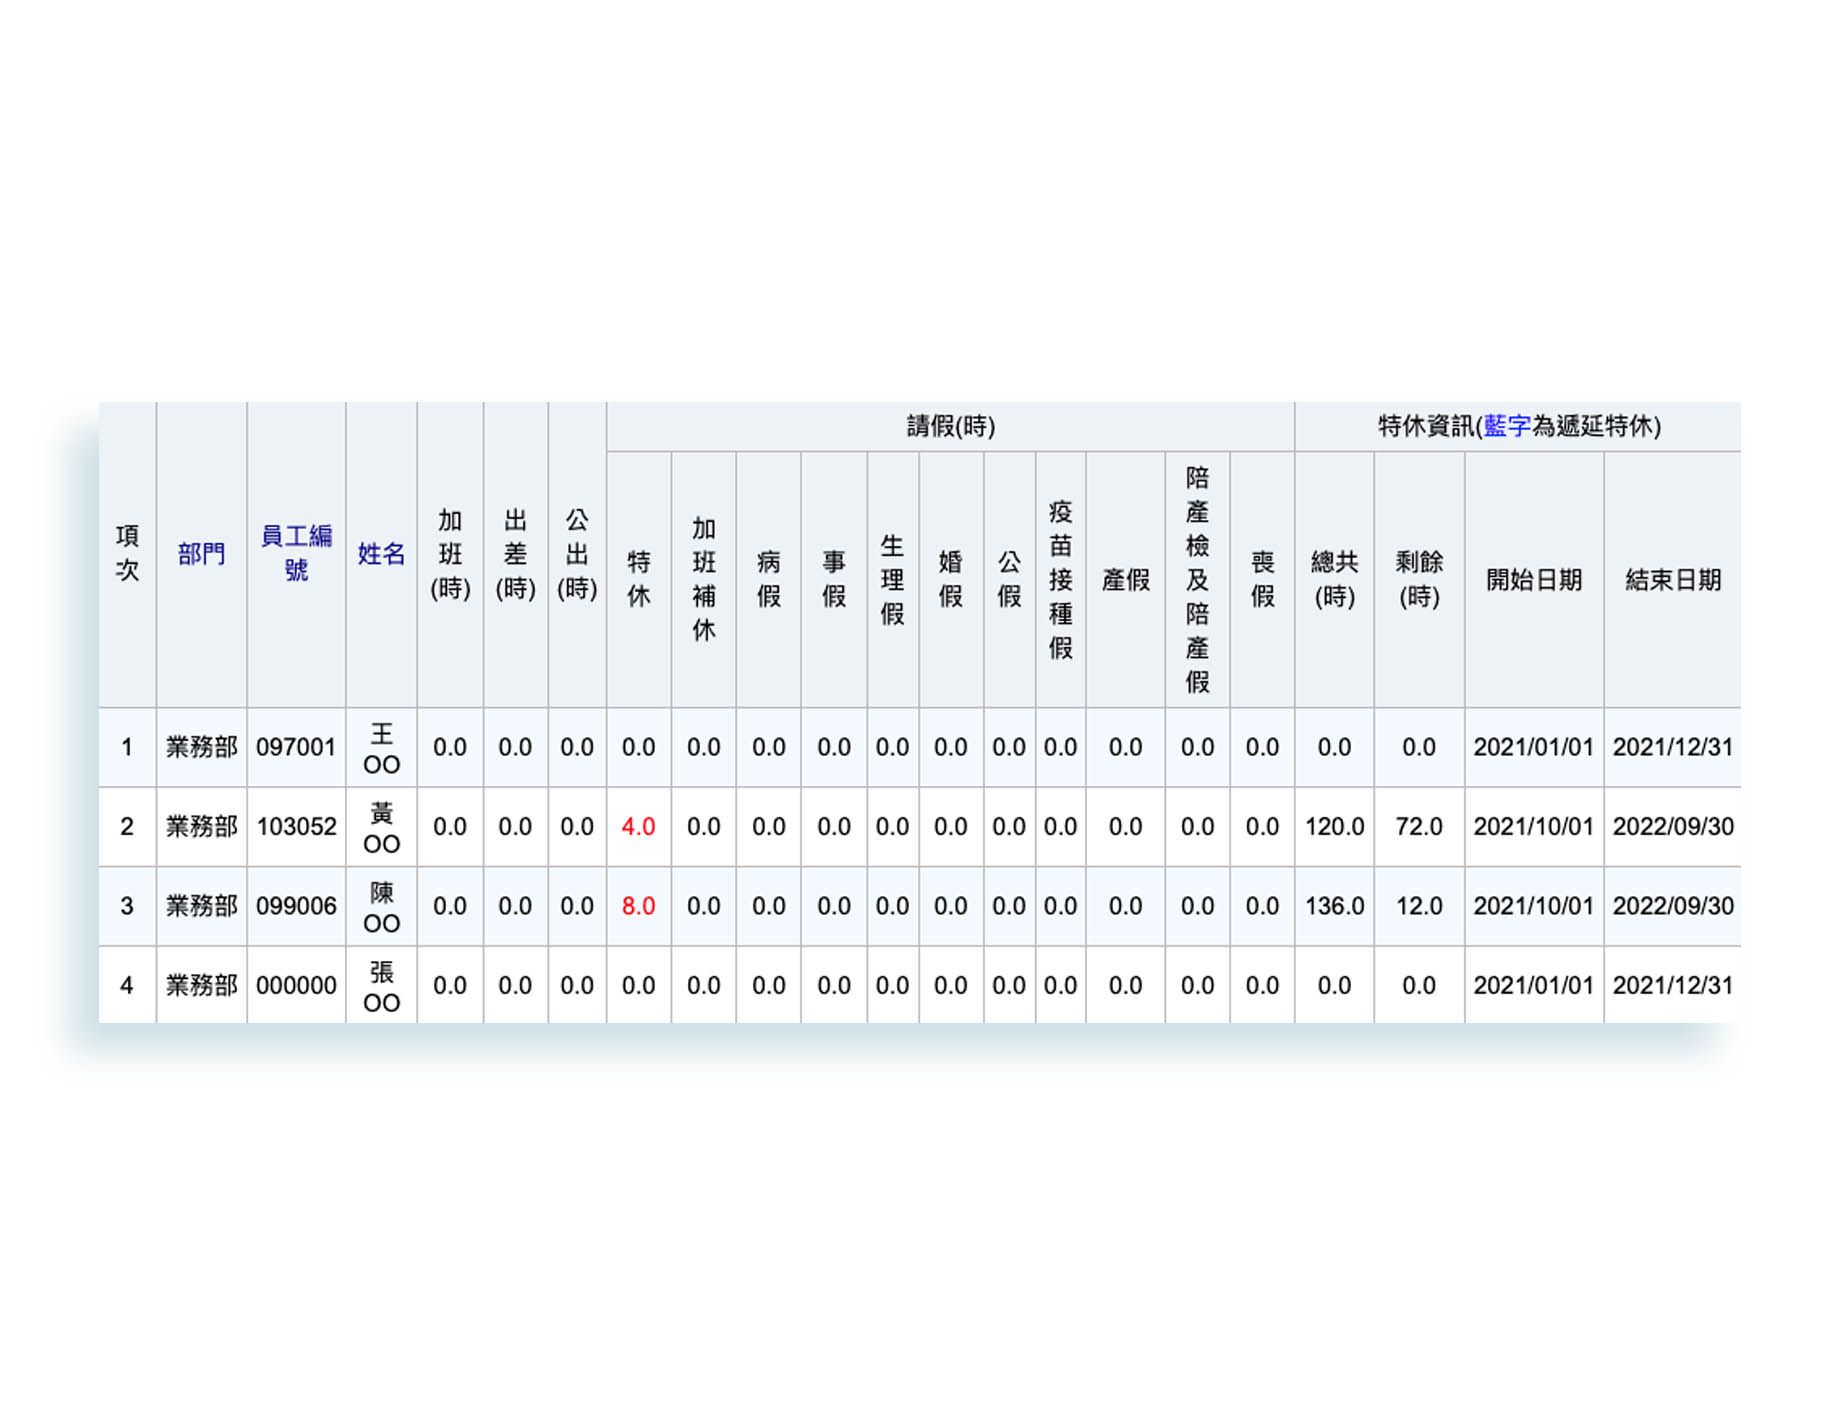 請假(時) 特休資訊(藍字為遞延特休)
項次 部門 員工編號 姓名 加班(時) 出差(時) 公出(時) 特休 加班補休 病假 事假 生理假 婚假 公假 疫苗接種假 產假 陪產檢及陪產假 喪假 總共(時) 剩餘(時) 開始日期 結束日期
1 業務部 097001 王OO 0.0 0.0 0.0 0.0 0.0 0.0 0.0 0.0 0.0 0.0 0.0 0.0 0.0 0.0 0.0 0.0 2021/01/01 2021/12/31
2 業務部 103052 黃OO 0.0 0.0 0.0 4.0 0.0 0.0 0.0 0.0 0.0 0.0 0.0 0.0 0.0 0.0 120.0 72.0 2021/10/01 2022/09/30
3 業務部 099006 陳OO 0.0 0.0 0.0 8.0 0.0 0.0 0.0 0.0 0.0 0.0 0.0 0.0 0.0 0.0 136.0 12.0 2021/10/01 2022/09/30
4 業務部 000000 張OO 0.0 0.0 0.0 0.0 0.0 0.0 0.0 0.0 0.0 0.0 0.0 0.0 0.0 0.0 0.0 0.0 2021/01/01 2021/12/31